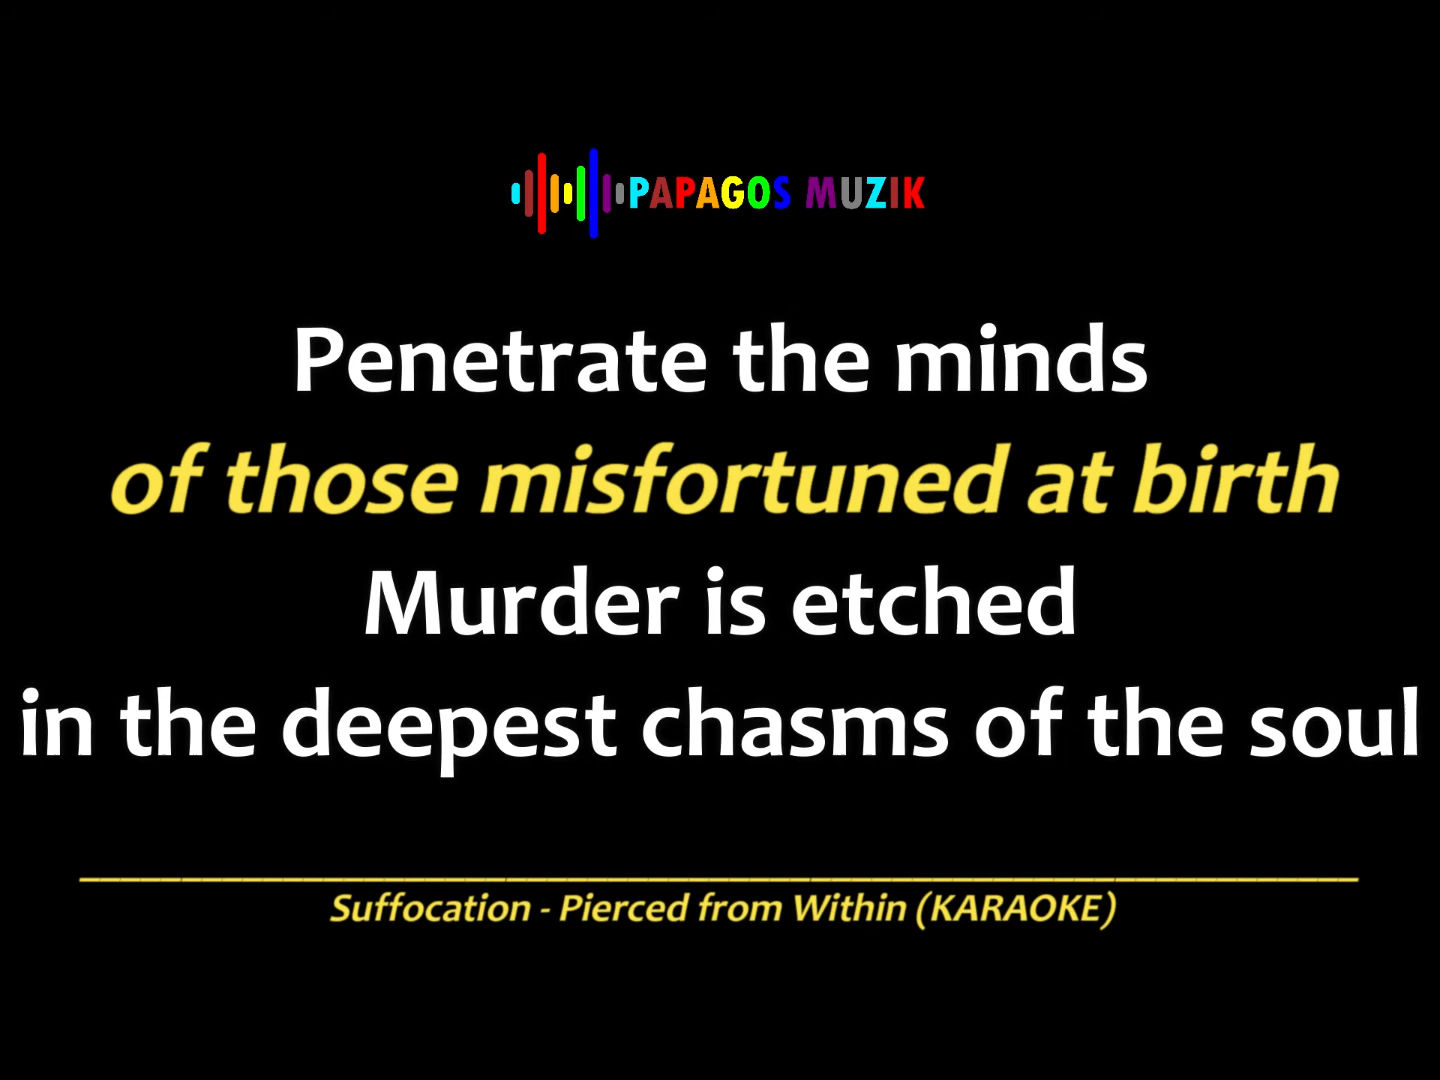 PAPAGOS MUZIK
Penetrate the minds
of those misfortuned at birth
Murder is etched
in the deepest chasms of the soul
Suffocation - Pierced from Within (KARAOKE)